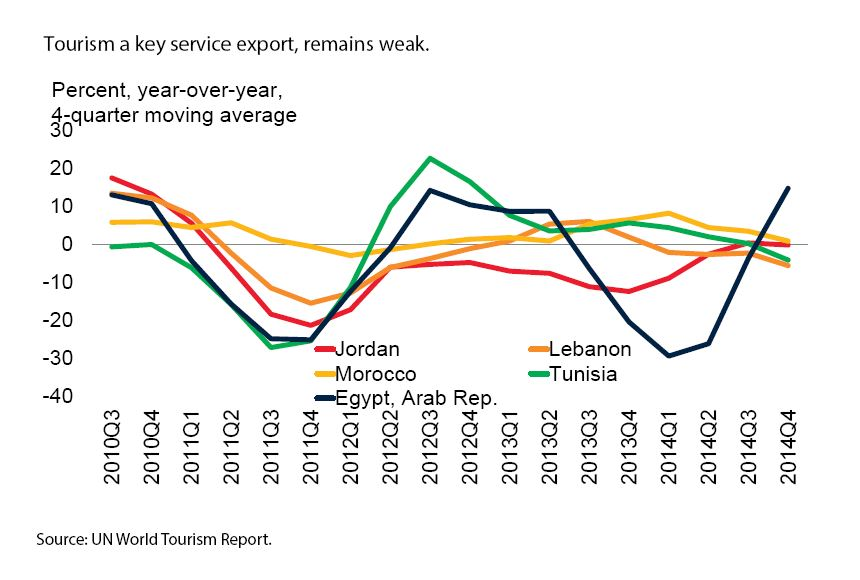 Tourism a key service export, remains weak.
Percent, year-over-year,
4-quarter moving average
30
20
10
0
-10
-20
-30
-40
Jordan
Lebanon
Morocco
Tunisia
Egypt, Arab Rep.
2010Q3
2010Q4
2011Q1
2011Q2
2011Q3
2011Q4
2012Q1
2012Q2
2012Q3
2012Q4
2013Q1
2013Q2
2013Q3
2013Q4
2014Q1
2014Q2
2014Q3
2014Q4
Source: UN World Tourism Report.